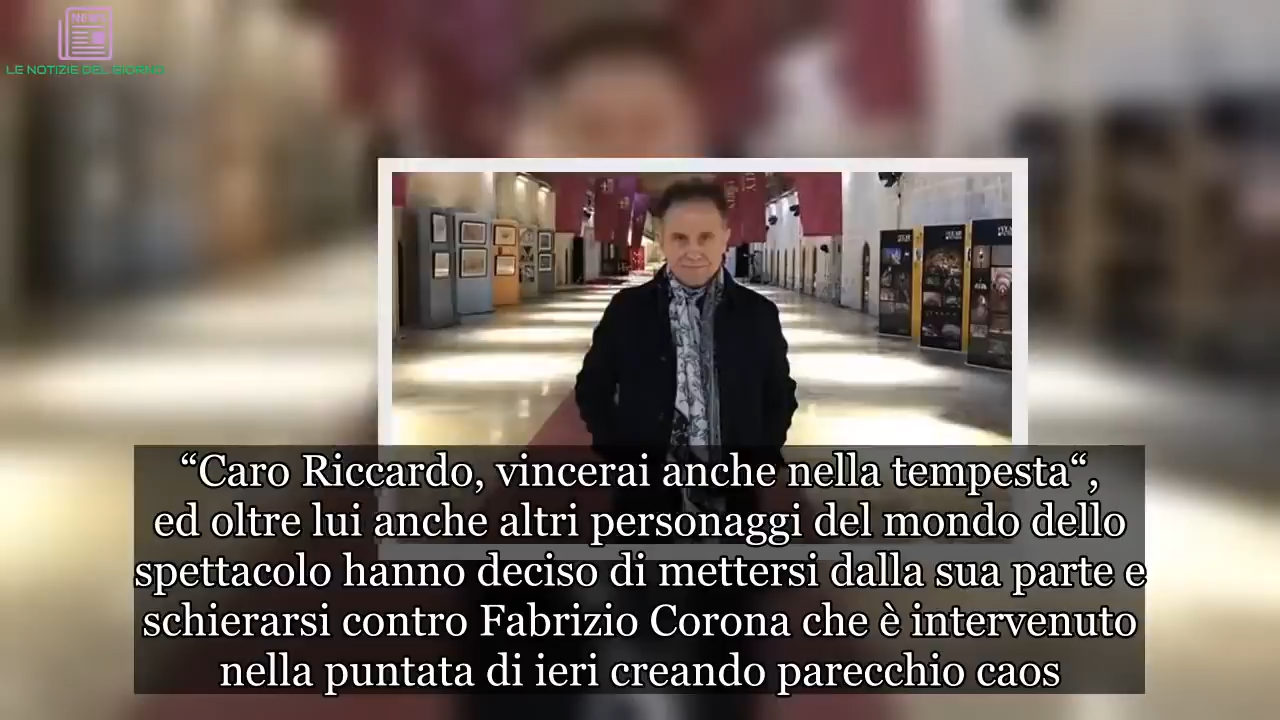 NEWS
LE NOTIZIE DEL GIORNO
“Caro Riccardo, vincerai anche nella tempesta“,
ed oltre lui anche altri personaggi del mondo dello
spettacolo hanno deciso di mettersi dalla sua parte e
schierarsi contro Fabrizio Corona che è intervenuto
nella puntata di ieri creando parecchio caos